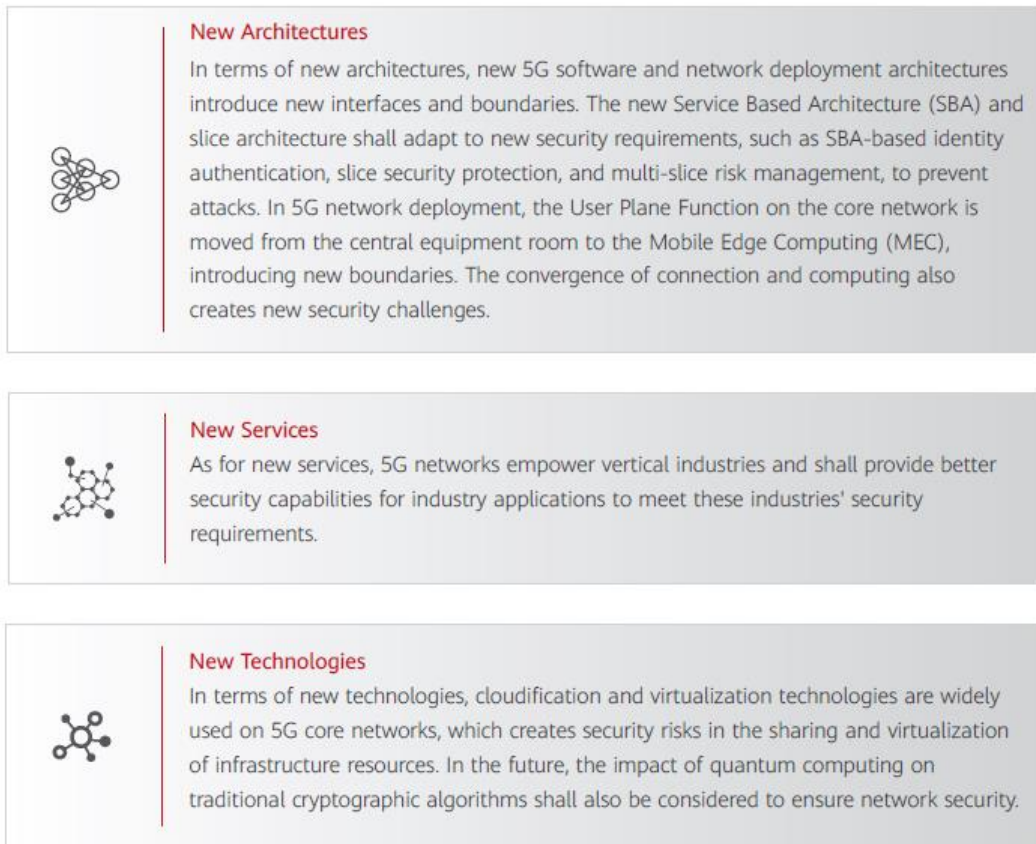 New Architectures
In terms of new architectures, new 5G software and network deployment architectures
introduce new interfaces and boundaries. The new Service Based Architecture (SBA) and
slice architecture shall adapt to new security requirements, such as SBA-based identity
authentication, slice security protection, and multi-slice risk management, to prevent
attacks. In 5G network deployment, the User Plane Function on the core network is
moved from the central equipment room to the Mobile Edge Computing (MEC),
introducing new boundaries. The convergence of connection and computing also
creates new security challenges.
New Services
As for new services, 5G networks empower vertical industries and shall provide better
security capabilities for industry applications to meet these industries' security
requirements.
New Technologies
In terms of new technologies, cloudification and virtualization technologies are widely
used on 5G core networks, which creates security risks in the sharing and virtualization
of infrastructure resources. In the future, the impact of quantum computing on
traditional cryptographic algorithms shall also be considered to ensure network security.